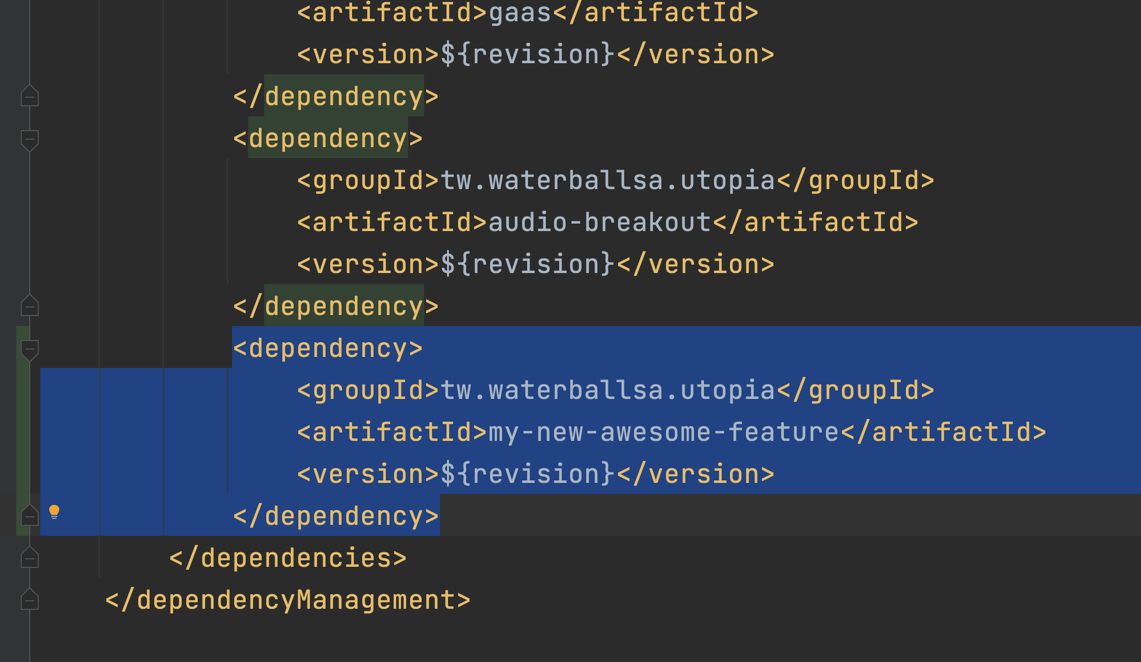 <artifactId>gaas</artifactId>
<version>${revision}</version>
</dependency>
<dependency>
<groupId>tw.waterballsa.utopia</groupId>
<artifactId>audio-breakout</artifactId>
<version>${revision}</version>
</dependency>
<dependency>
<groupId>tw.waterballsa.utopia</groupId>
<artifactId>my-new-awesome-feature</artifactId>
<version>${revision}</version>
</dependency>
</dependencies>
</dependencyManagement>